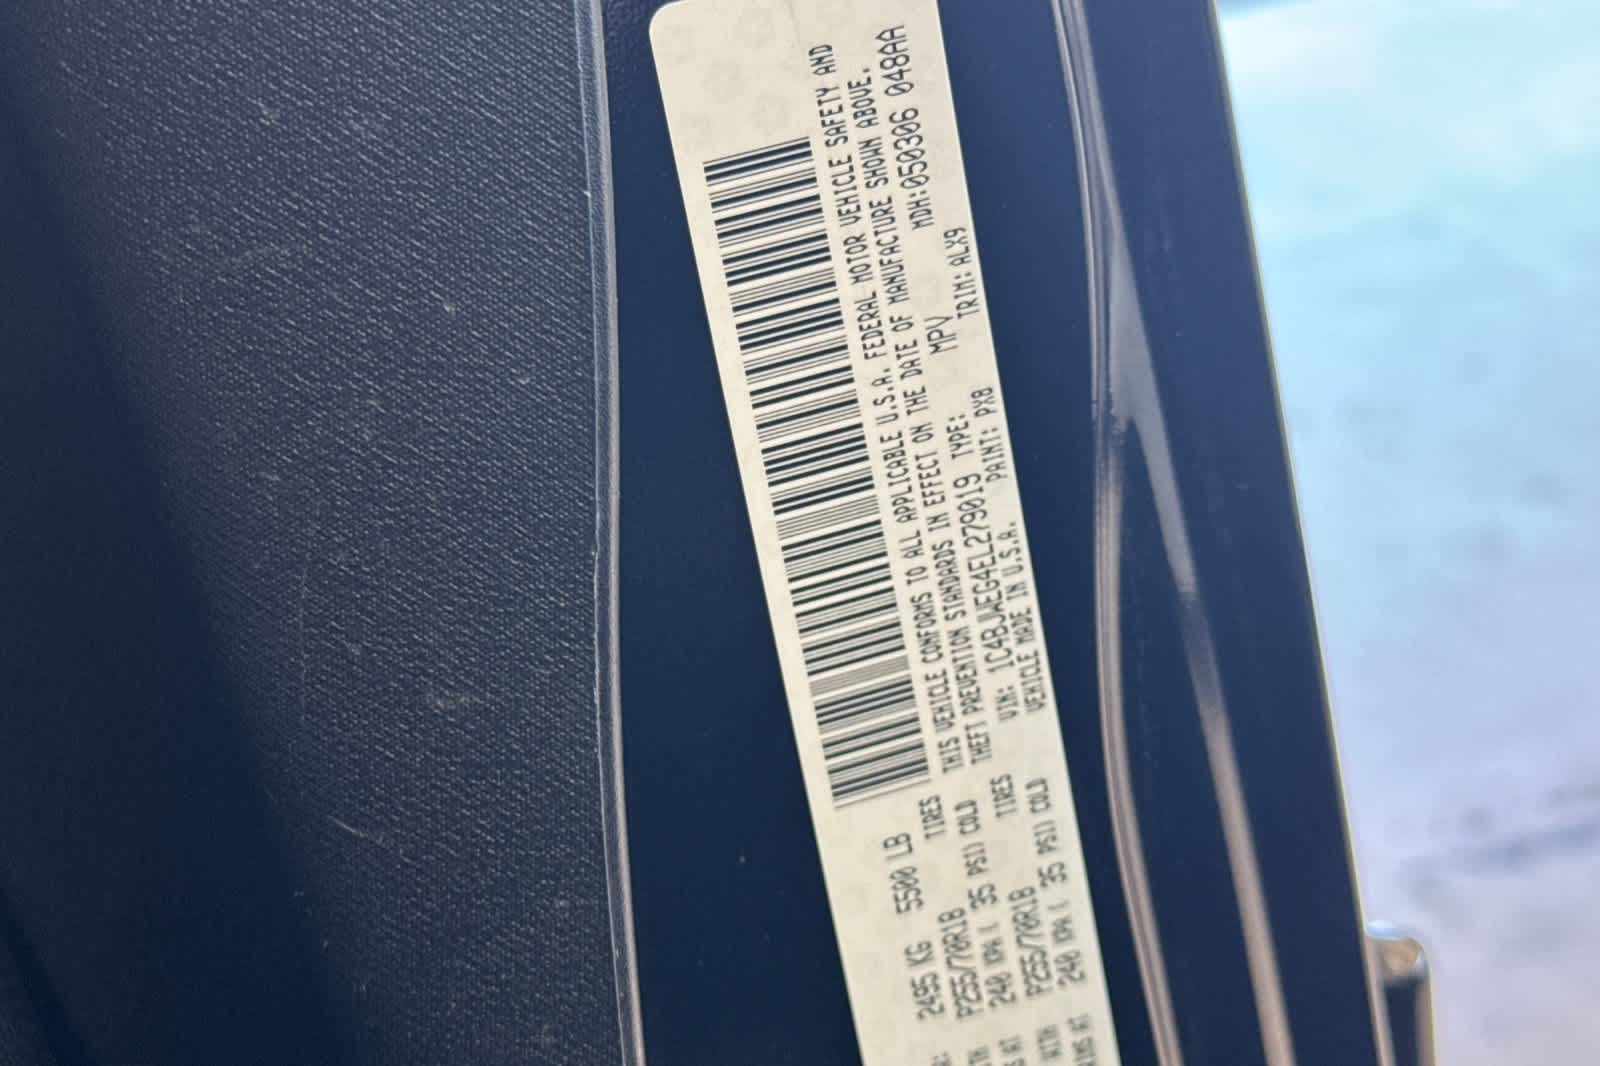 2495 KG 5500 LB
TIRES
P255/70R18
240 KPA ( 35 PSI) COLD
TIRES
P255/70R18
240 KPA ( 35 PSI) COLD
THIS VEHICLE CONFORMS TO ALL APPLICABLE U.S.A. FEDERAL MOTOR VEHICLE SAFETY AND
THEFT PREVENTION STANDARDS IN EFFECT ON THE DATE OF MANUFACTURE SHOWN ABOVE.
VIN: 1C4BJWEG4EL279019 TYPE: MPV MDH:050306 048AA
VEHICLE MADE IN U.S.A. PAINT: PX8 TRIM: ALX9